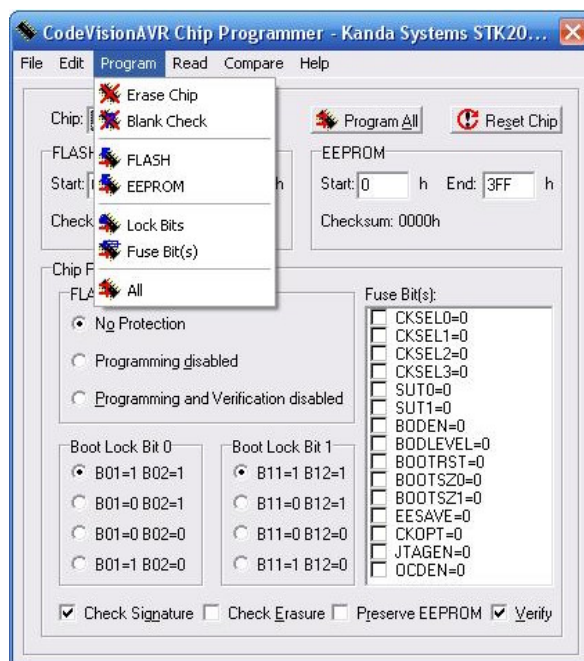 CodeVisionAVR Chip Programmer - Kanda Systems STK20...
File Edit Program Read Compare Help
Erase Chip
Blank Check
FLASH
EEPROM
Lock Bits
Fuse Bit(s)
All
Chip:
Program All
Reset Chip
FLASH
Start:
h
Check
EEPROM
Start: 0 h End: 3FF h
Checksum: 0000h
Chip
No Protection
Programming disabled
Programming and Verification disabled
Boot Lock Bit 0
B01=1 B02=1
B01=0 B02=1
B01=0 B02=0
B01=1 B02=0
Boot Lock Bit 1
B11=1 B12=1
B11=0 B12=1
B11=0 B12=0
B11=1 B12=0
Fuse Bit(s):
CKSEL0=0
CKSEL1=0
CKSEL2=0
CKSEL3=0
SUT0=0
SUT1=0
BODEN=0
BODLEVEL=0
BOOTRST=0
BOOTSZ0=0
BOOTSZ1=0
EESAVE=0
CKOPT=0
JTAGEN=0
OCDEN=0
Check Signature Check Erasure Preserve EEPROM Verify